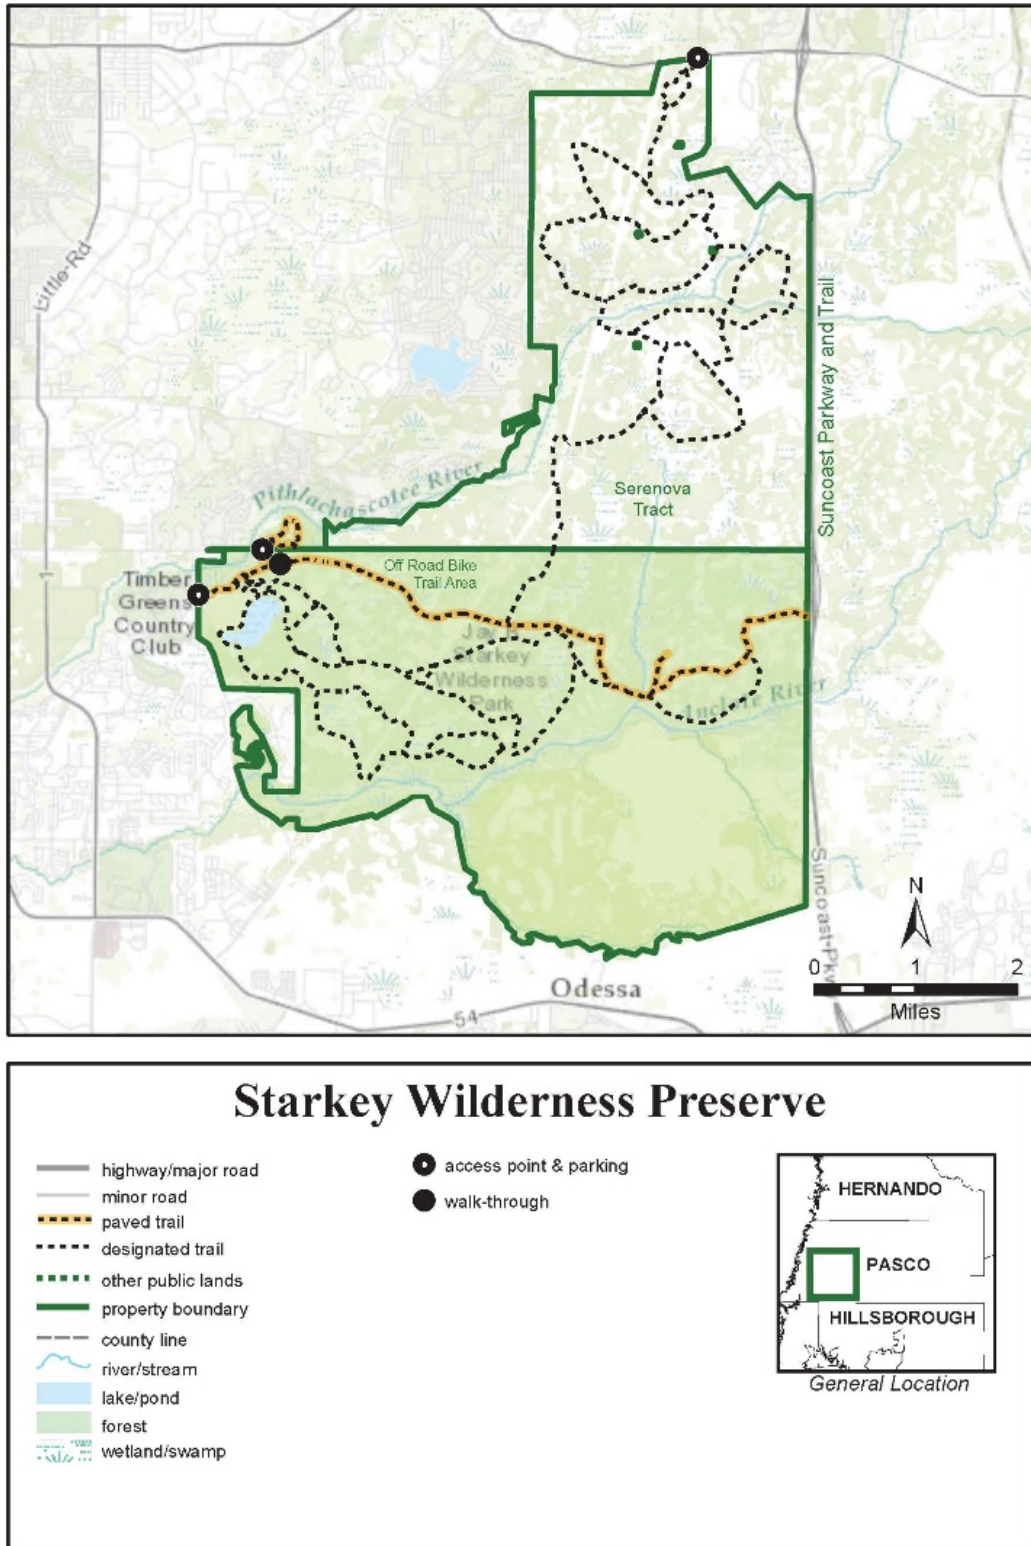 Little Rd
Suncoast Parkway and Trail
Pithlachascotee River
Serenova
Tract
Off Road Bike
Trail Area
Timber
Greens
Country
Club
1
Jay B
Starkey
Wilderness
Park
Anclote River
Suncoast Pkwy
N
0 1 2
Miles
Odessa
54
Starkey Wilderness Preserve
highway/major road
minor road
paved trail
designated trail
other public lands
property boundary
county line
river/stream
lake/pond
forest
wetland/swamp
access point & parking
walk-through
HERNANDO
PASCO
HILLSBOROUGH
General Location